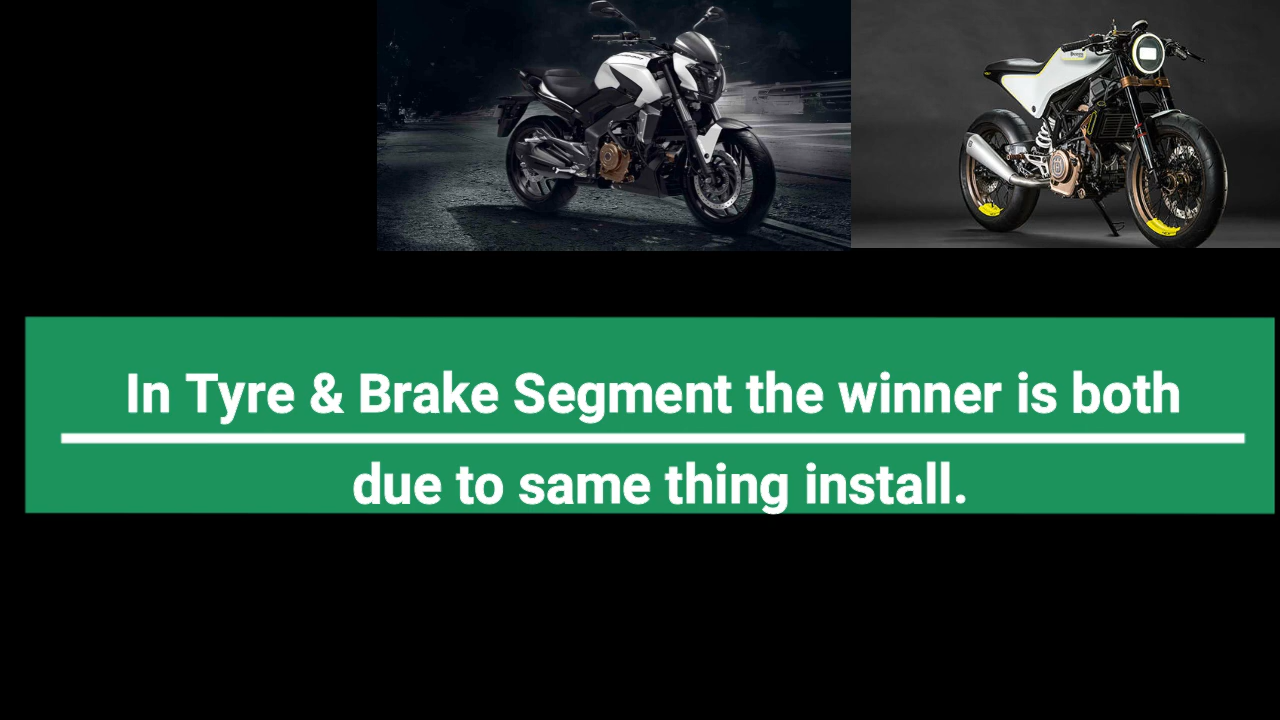 In Tyre & Brake Segment the winner is both
due to same thing install.